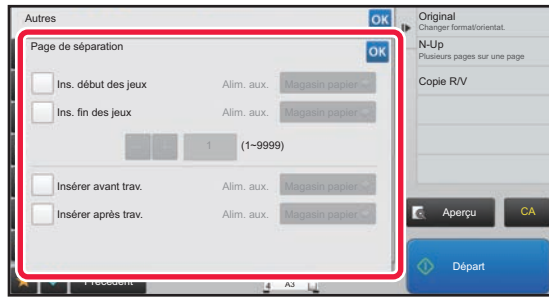 Autres OK
Page de séparation OK
Ins. début des jeux Alim. aux. Magasin papier
Ins. fin des jeux Alim. aux. Magasin papier
1 (1~9999)
Insérer avant trav. Alim. aux. Magasin papier
Insérer après trav. Alim. aux. Magasin papier
Précédent
A3
Original
Changer format/orientat.
N-Up
Plusieurs pages sur une page
Copie R/V
Aperçu CA
Départ